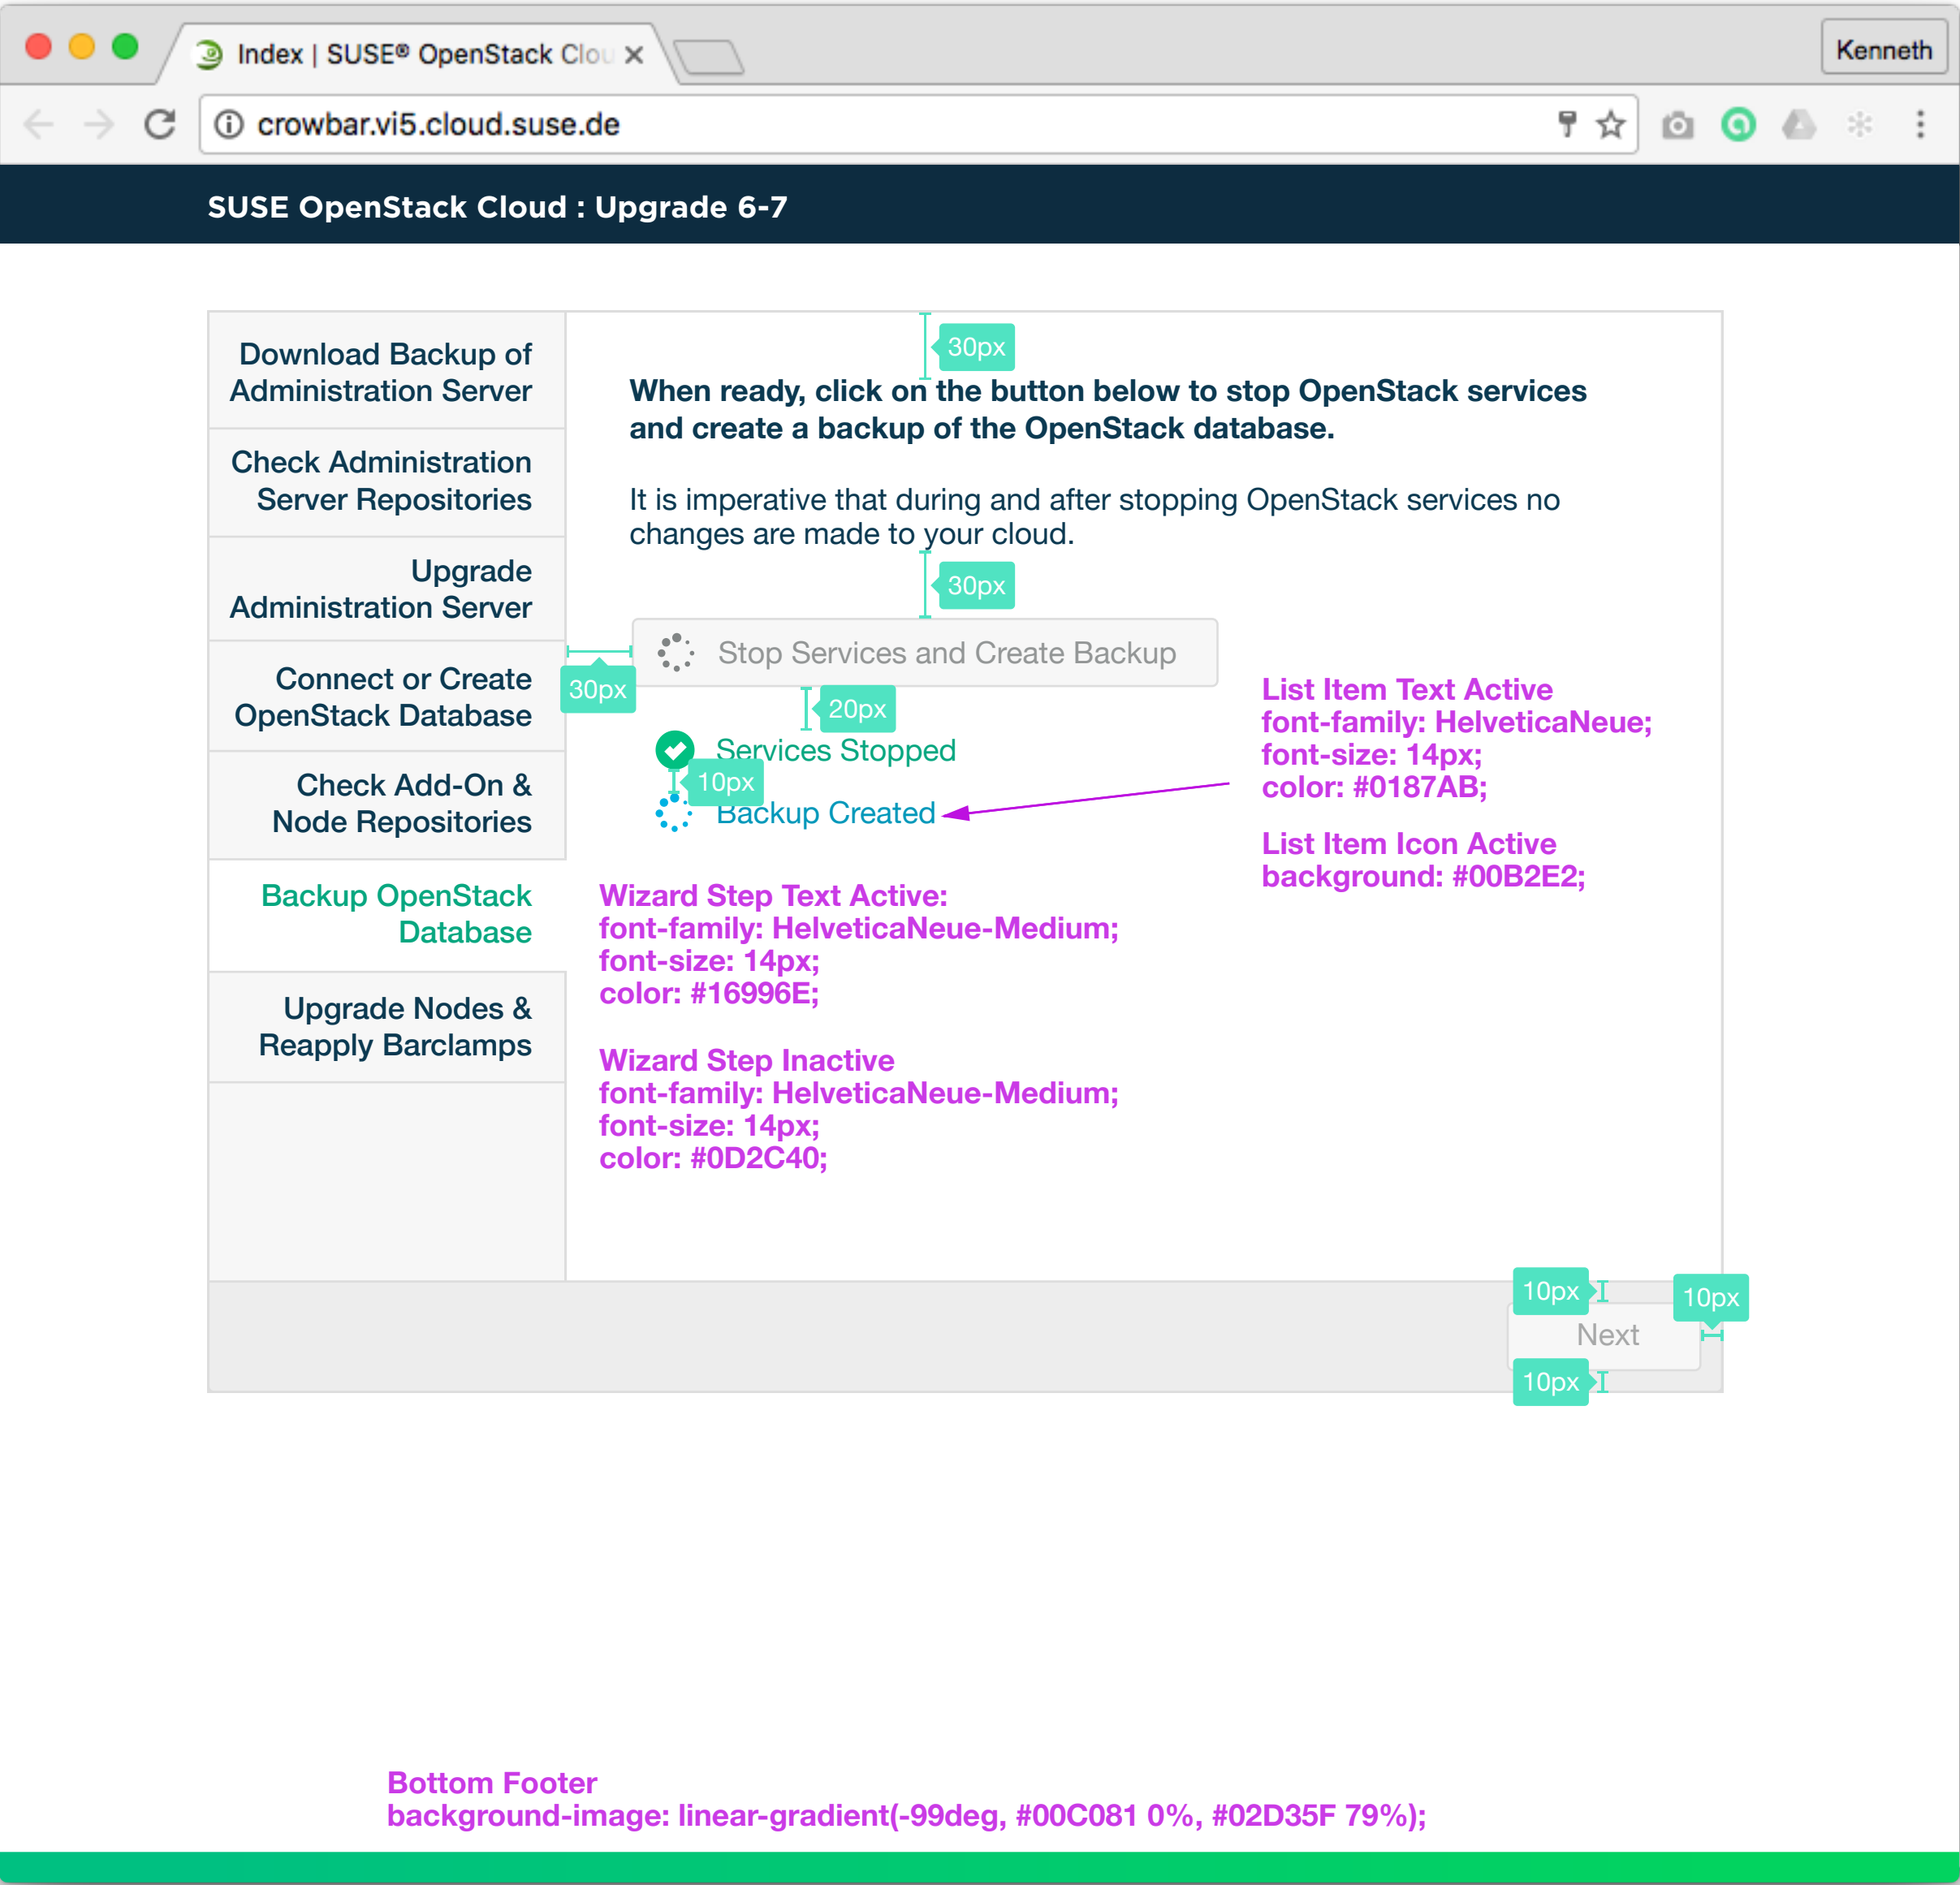 Index | SUSE® OpenStack Clou
Kenneth
crowbar.vi5.cloud.suse.de
SUSE OpenStack Cloud : Upgrade 6-7
Download Backup of
Administration Server
Check Administration
Server Repositories
Upgrade
Administration Server
Connect or Create
OpenStack Database
Check Add-On &
Node Repositories
Backup OpenStack
Database
Upgrade Nodes &
Reapply Barclamps
30px
When ready, click on the button below to stop OpenStack services
and create a backup of the OpenStack database.
It is imperative that during and after stopping OpenStack services no
changes are made to your cloud.
30px
Stop Services and Create Backup
30px
20px
Services Stopped
10px
Backup Created
List Item Text Active
font-family: HelveticaNeue;
font-size: 14px;
color: #0187AB;
List Item Icon Active
background: #00B2E2;
Wizard Step Text Active:
font-family: HelveticaNeue-Medium;
font-size: 14px;
color: #16996E;
Wizard Step Inactive
font-family: HelveticaNeue-Medium;
font-size: 14px;
color: #0D2C40;
10px
10px
Next
10px
Bottom Footer
background-image: linear-gradient(-99deg, #00C081 0%, #02D35F 79%);